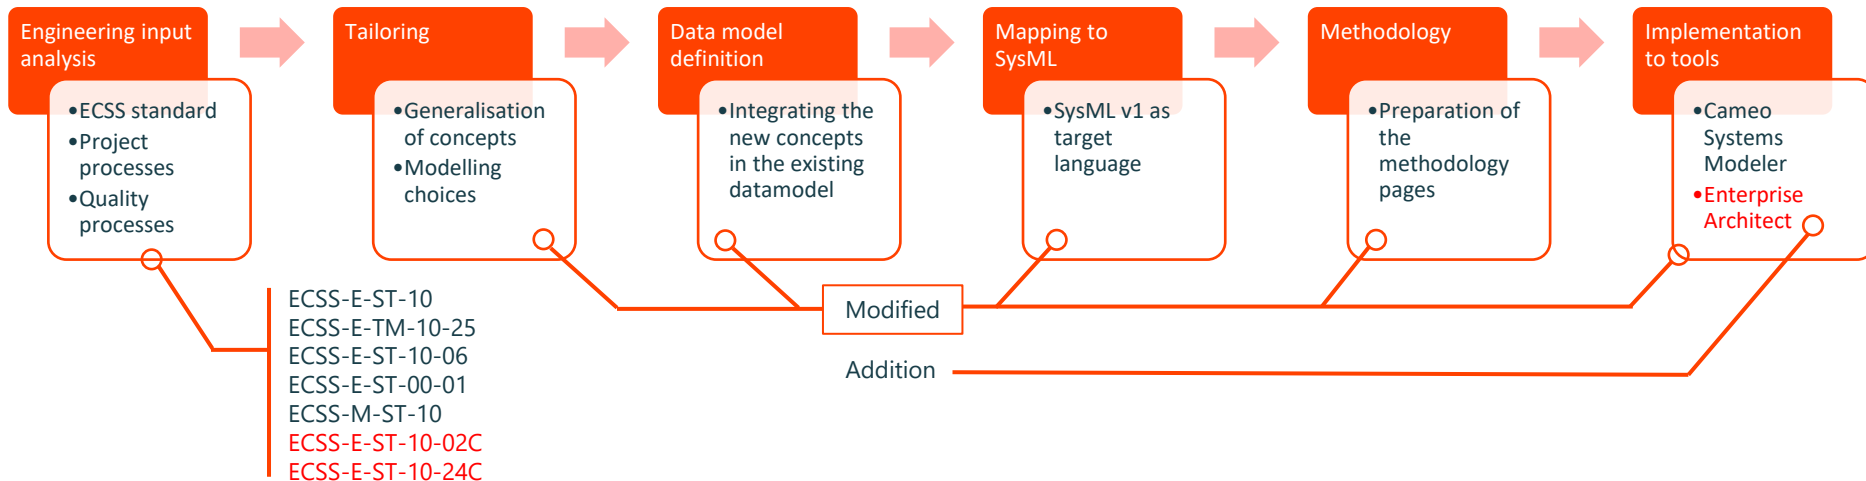 Engineering input
analysis
•ECSS standard
•Project
processes
•Quality
processes
Tailoring
•Generalisation
of concepts
•Modelling
choices
Data model
definition
•Integrating the
new concepts
in the existing
datamodel
Mapping to
SysML
•SysML v1 as
target
language
Methodology
•Preparation of
the
methodology
pages
Implementation
to tools
•Cameo
Systems
Modeler
•Enterprise
Architect
ECSS-E-ST-10
ECSS-E-TM-10-25
ECSS-E-ST-10-06
ECSS-E-ST-00-01
ECSS-M-ST-10
ECSS-E-ST-10-02C
ECSS-E-ST-10-24C
Modified
Addition